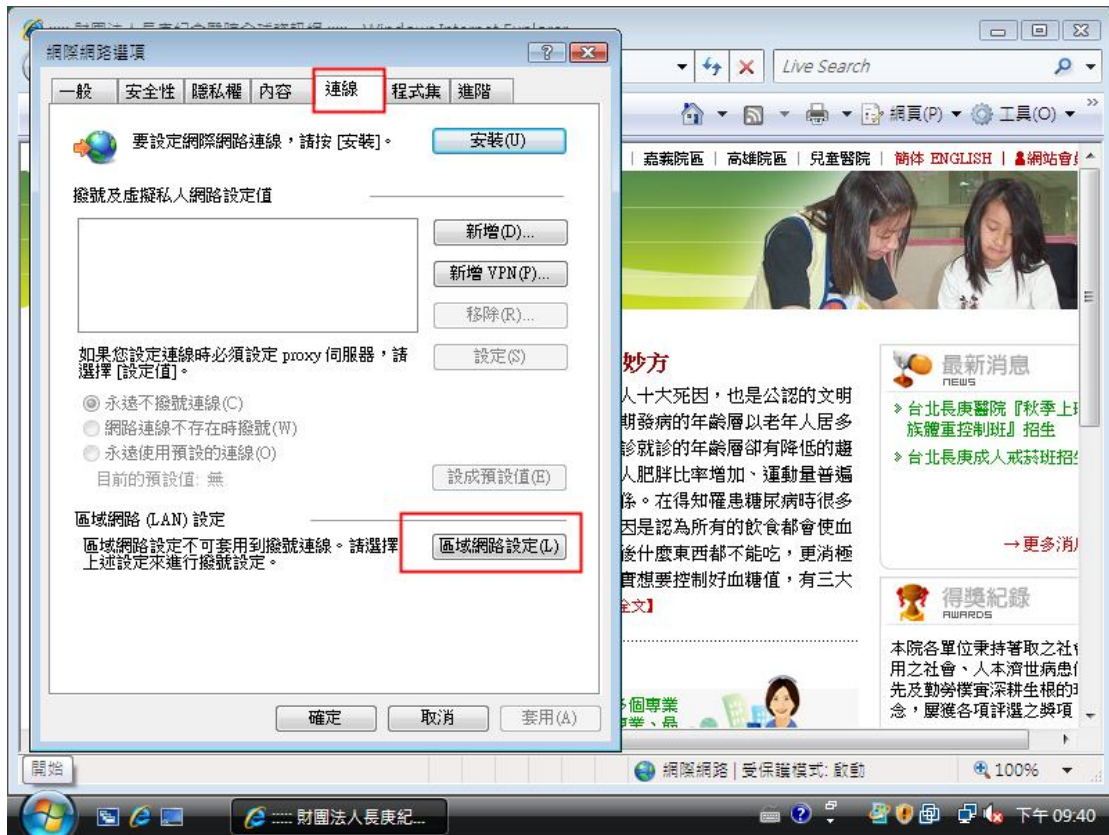 網際網路選項
一般 安全性 隱私權 內容 連線 程式集 進階
要設定網際網路連線，請按 [安裝]。
安裝(U)
撥號及虛擬私人網路設定值
新增(D)...
新增 VPN(P)...
移除(R)...
如果您設定連線時必須設定 proxy 伺服器，請
選擇 [設定值]。
設定(S)
永遠不撥號連線(C)
網路連線不存在時撥號(W)
永遠使用預設的連線(O)
目前的預設值: 無
設成預設值(E)
區域網路 (LAN) 設定
區域網路設定不可套用到撥號連線。請選擇
上述設定來進行撥號設定。
區域網路設定(L)
確定 取消 套用(A)
Live Search
網頁(P) 工具(O)
嘉義院區 | 高雄院區 | 兒童醫院 | 簡体 ENGLISH | 網站會
妙方
人十大死因，也是公認的文明
期發病的年齡層以老年人居多
診就診的年齡層卻有降低的趨
人肥胖比率增加、運動量普遍
係。在得知罹患糖尿病時很多
因是認為所有的飲食都會使血
後什麼東西都不能吃，更消極
實想要控制好血糖值，有三大
全文】
多個專業
最新消息
NEWS
台北長庚醫院『秋季上
族體重控制班』招生
台北長庚成人戒菸班招
→更多消
得獎紀錄
AWARDS
本院各單位秉持著取之社
用之社會、人本濟世病患
先及勤勞樸實深耕生根的
念，屢獲各項評選之獎項
開始
網際網路 | 受保護模式: 啟動
100%
::::: 財團法人長庚紀...
下午 09:40